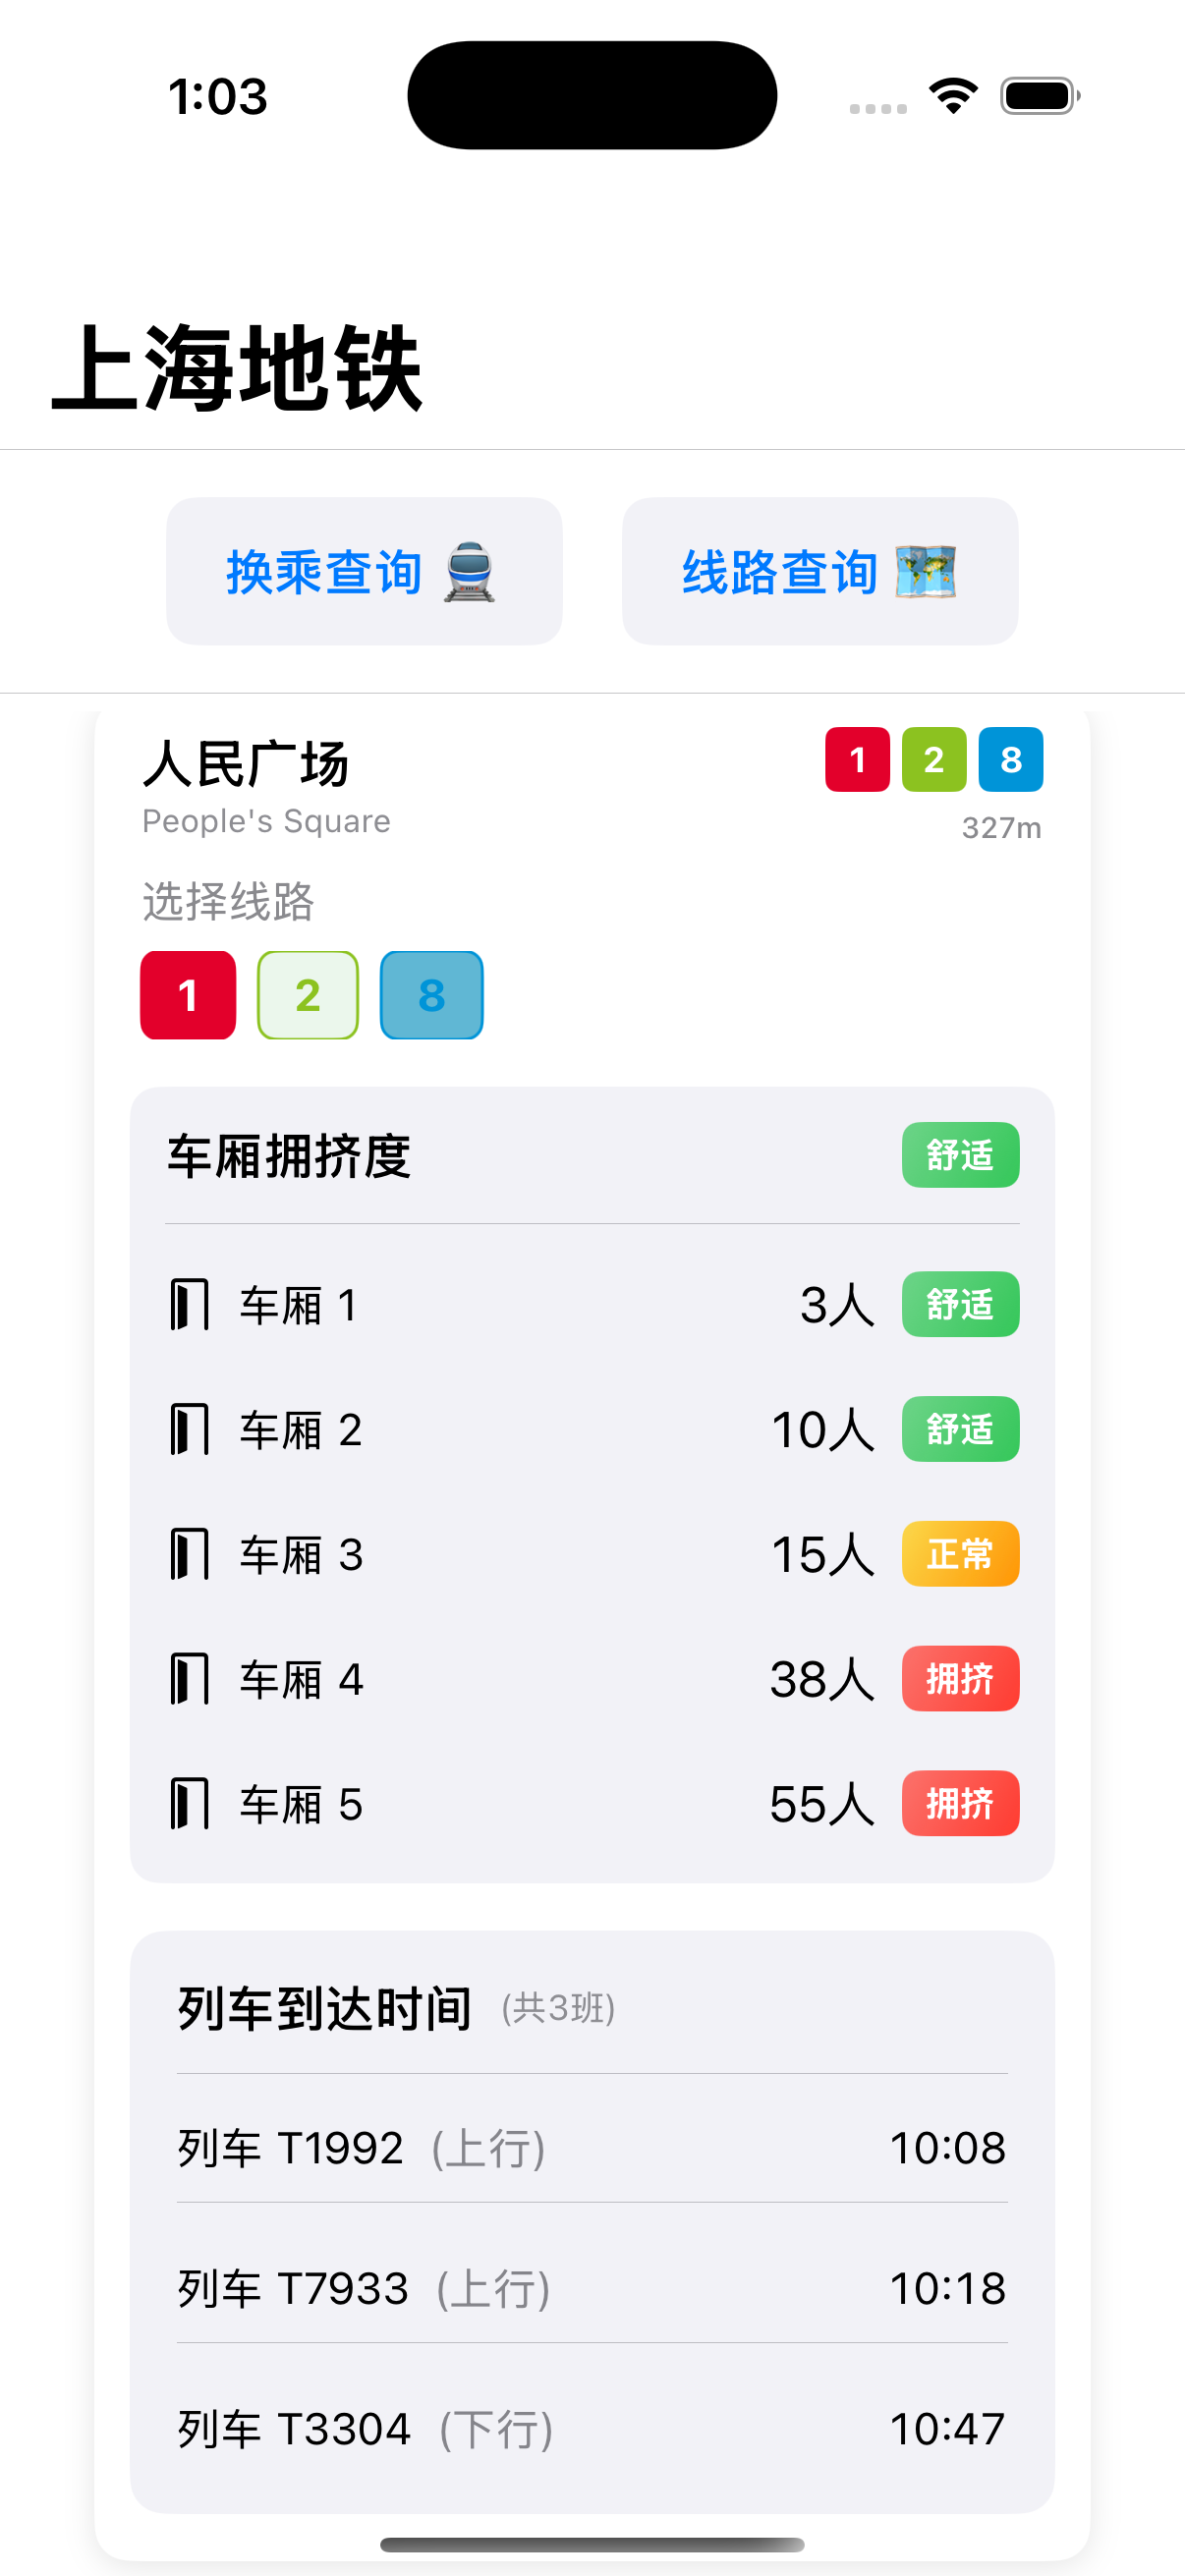 1:03
上海地铁
换乘查询 🚆 线路查询 🗺️
人民广场 1 2 8
People's Square 327m
选择线路
1 2 8
车厢拥挤度 舒适
车厢 1 3人 舒适
车厢 2 10人 舒适
车厢 3 15人 正常
车厢 4 38人 拥挤
车厢 5 55人 拥挤
列车到达时间 (共3班)
列车 T1992 (上行) 10:08
列车 T7933 (上行) 10:18
列车 T3304 (下行) 10:47